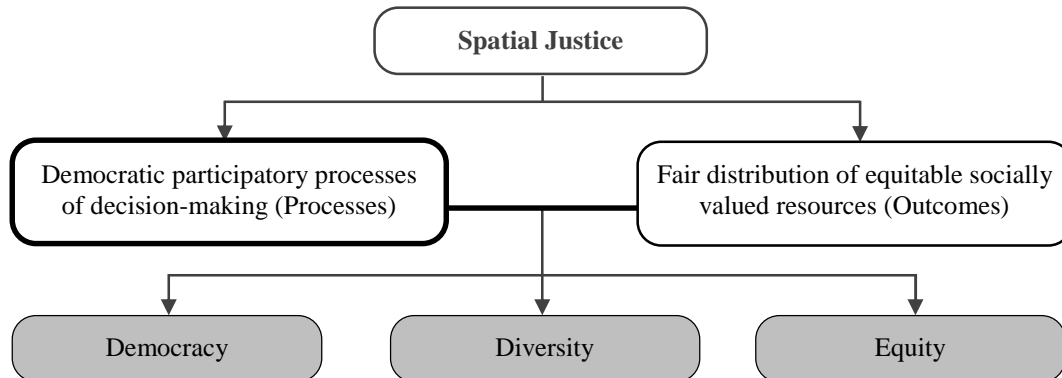 Spatial Justice
Democratic participatory processes
of decision-making (Processes)
Fair distribution of equitable socially
valued resources (Outcomes)
Democracy
Diversity
Equity